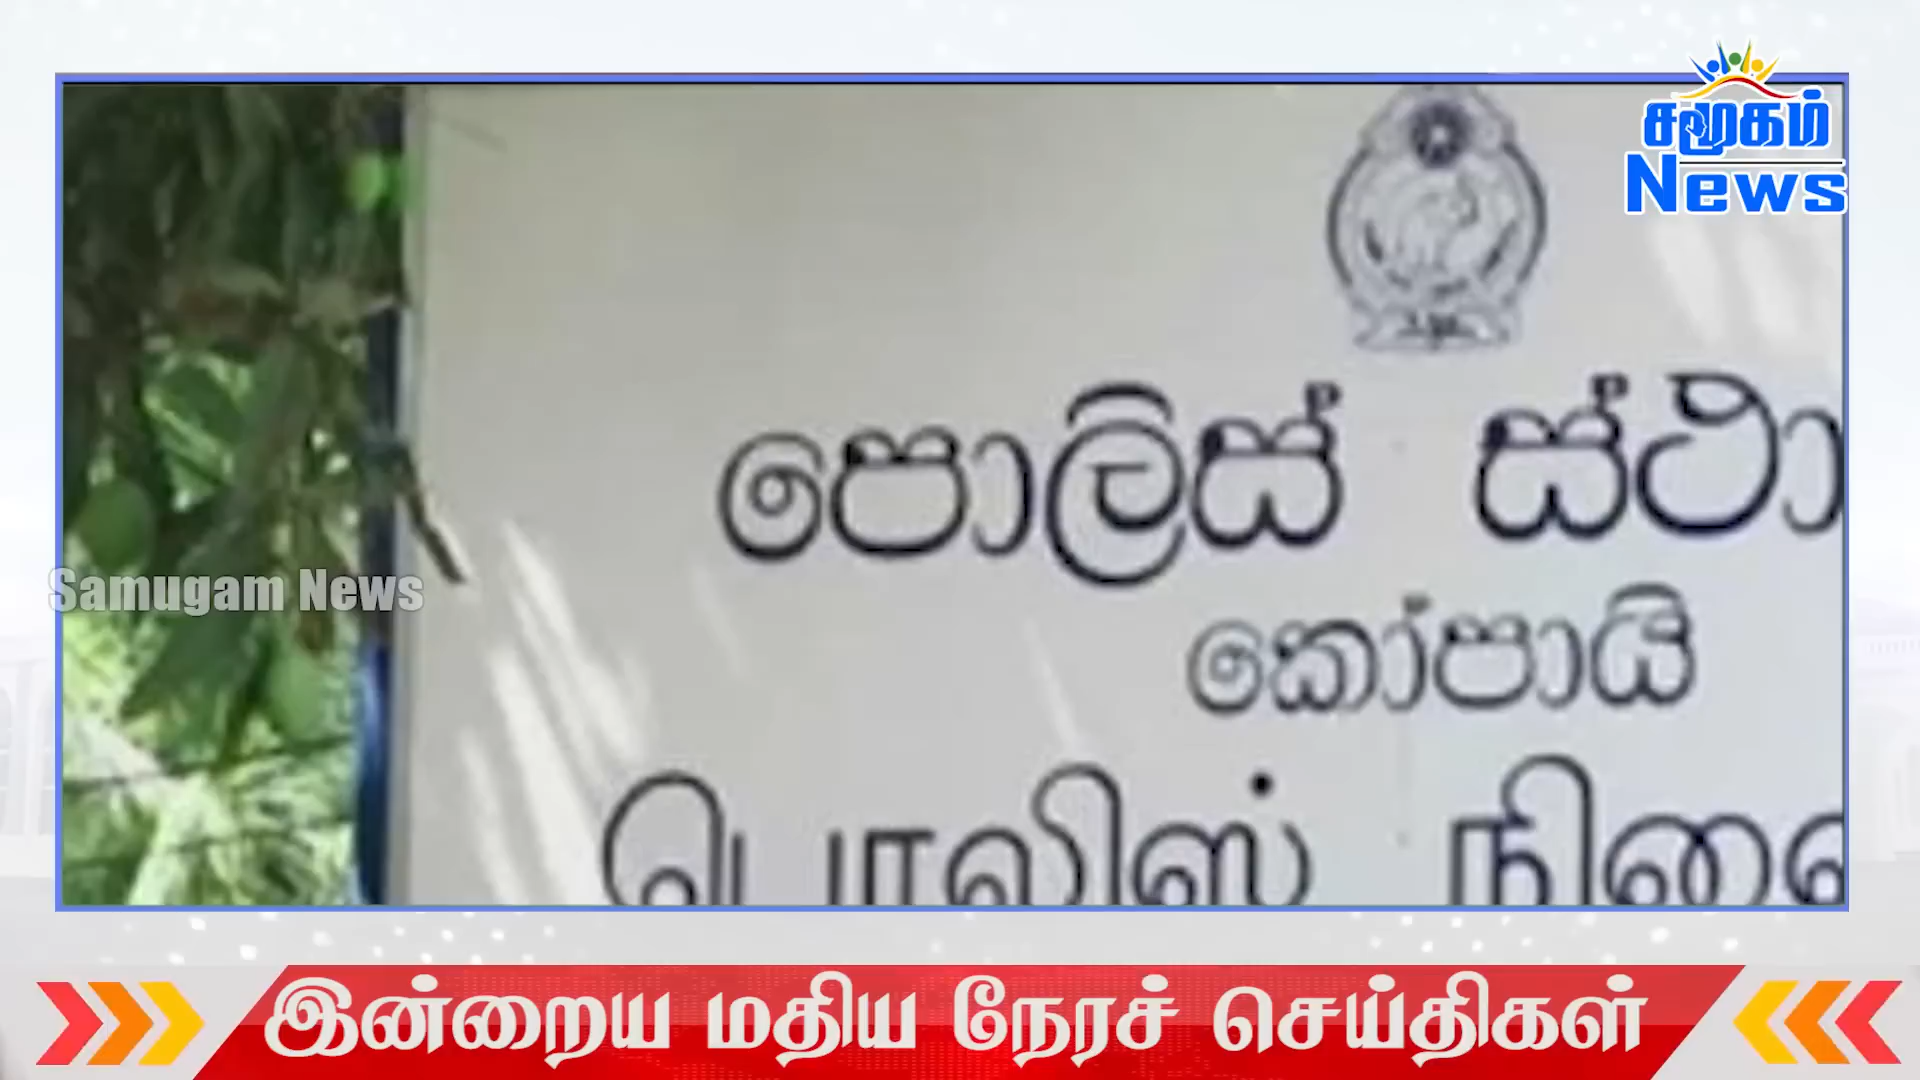 சமூகம்
News
පොලිස් ස්ථා
කෝපායි
Samugam News
பொலிஸ் நிலை
இன்றைய மதிய நேரச் செய்திகள்